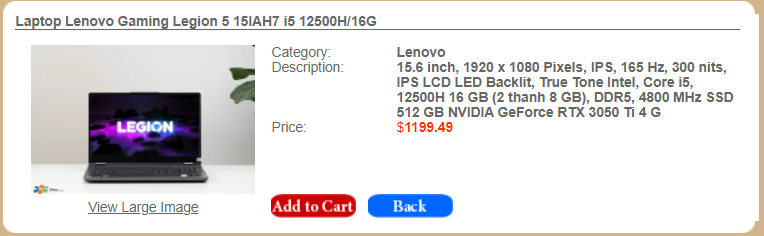 Laptop Lenovo Gaming Legion 5 15IAH7 i5 12500H/16G
Category: Lenovo
Description: 15.6 inch, 1920 x 1080 Pixels, IPS, 165 Hz, 300 nits,
IPS LCD LED Backlit, True Tone Intel, Core i5,
12500H 16 GB (2 thanh 8 GB), DDR5, 4800 MHz SSD
512 GB NVIDIA GeForce RTX 3050 Ti 4 G
Price: $1199.49
LEGION
View Large Image
Add to Cart Back